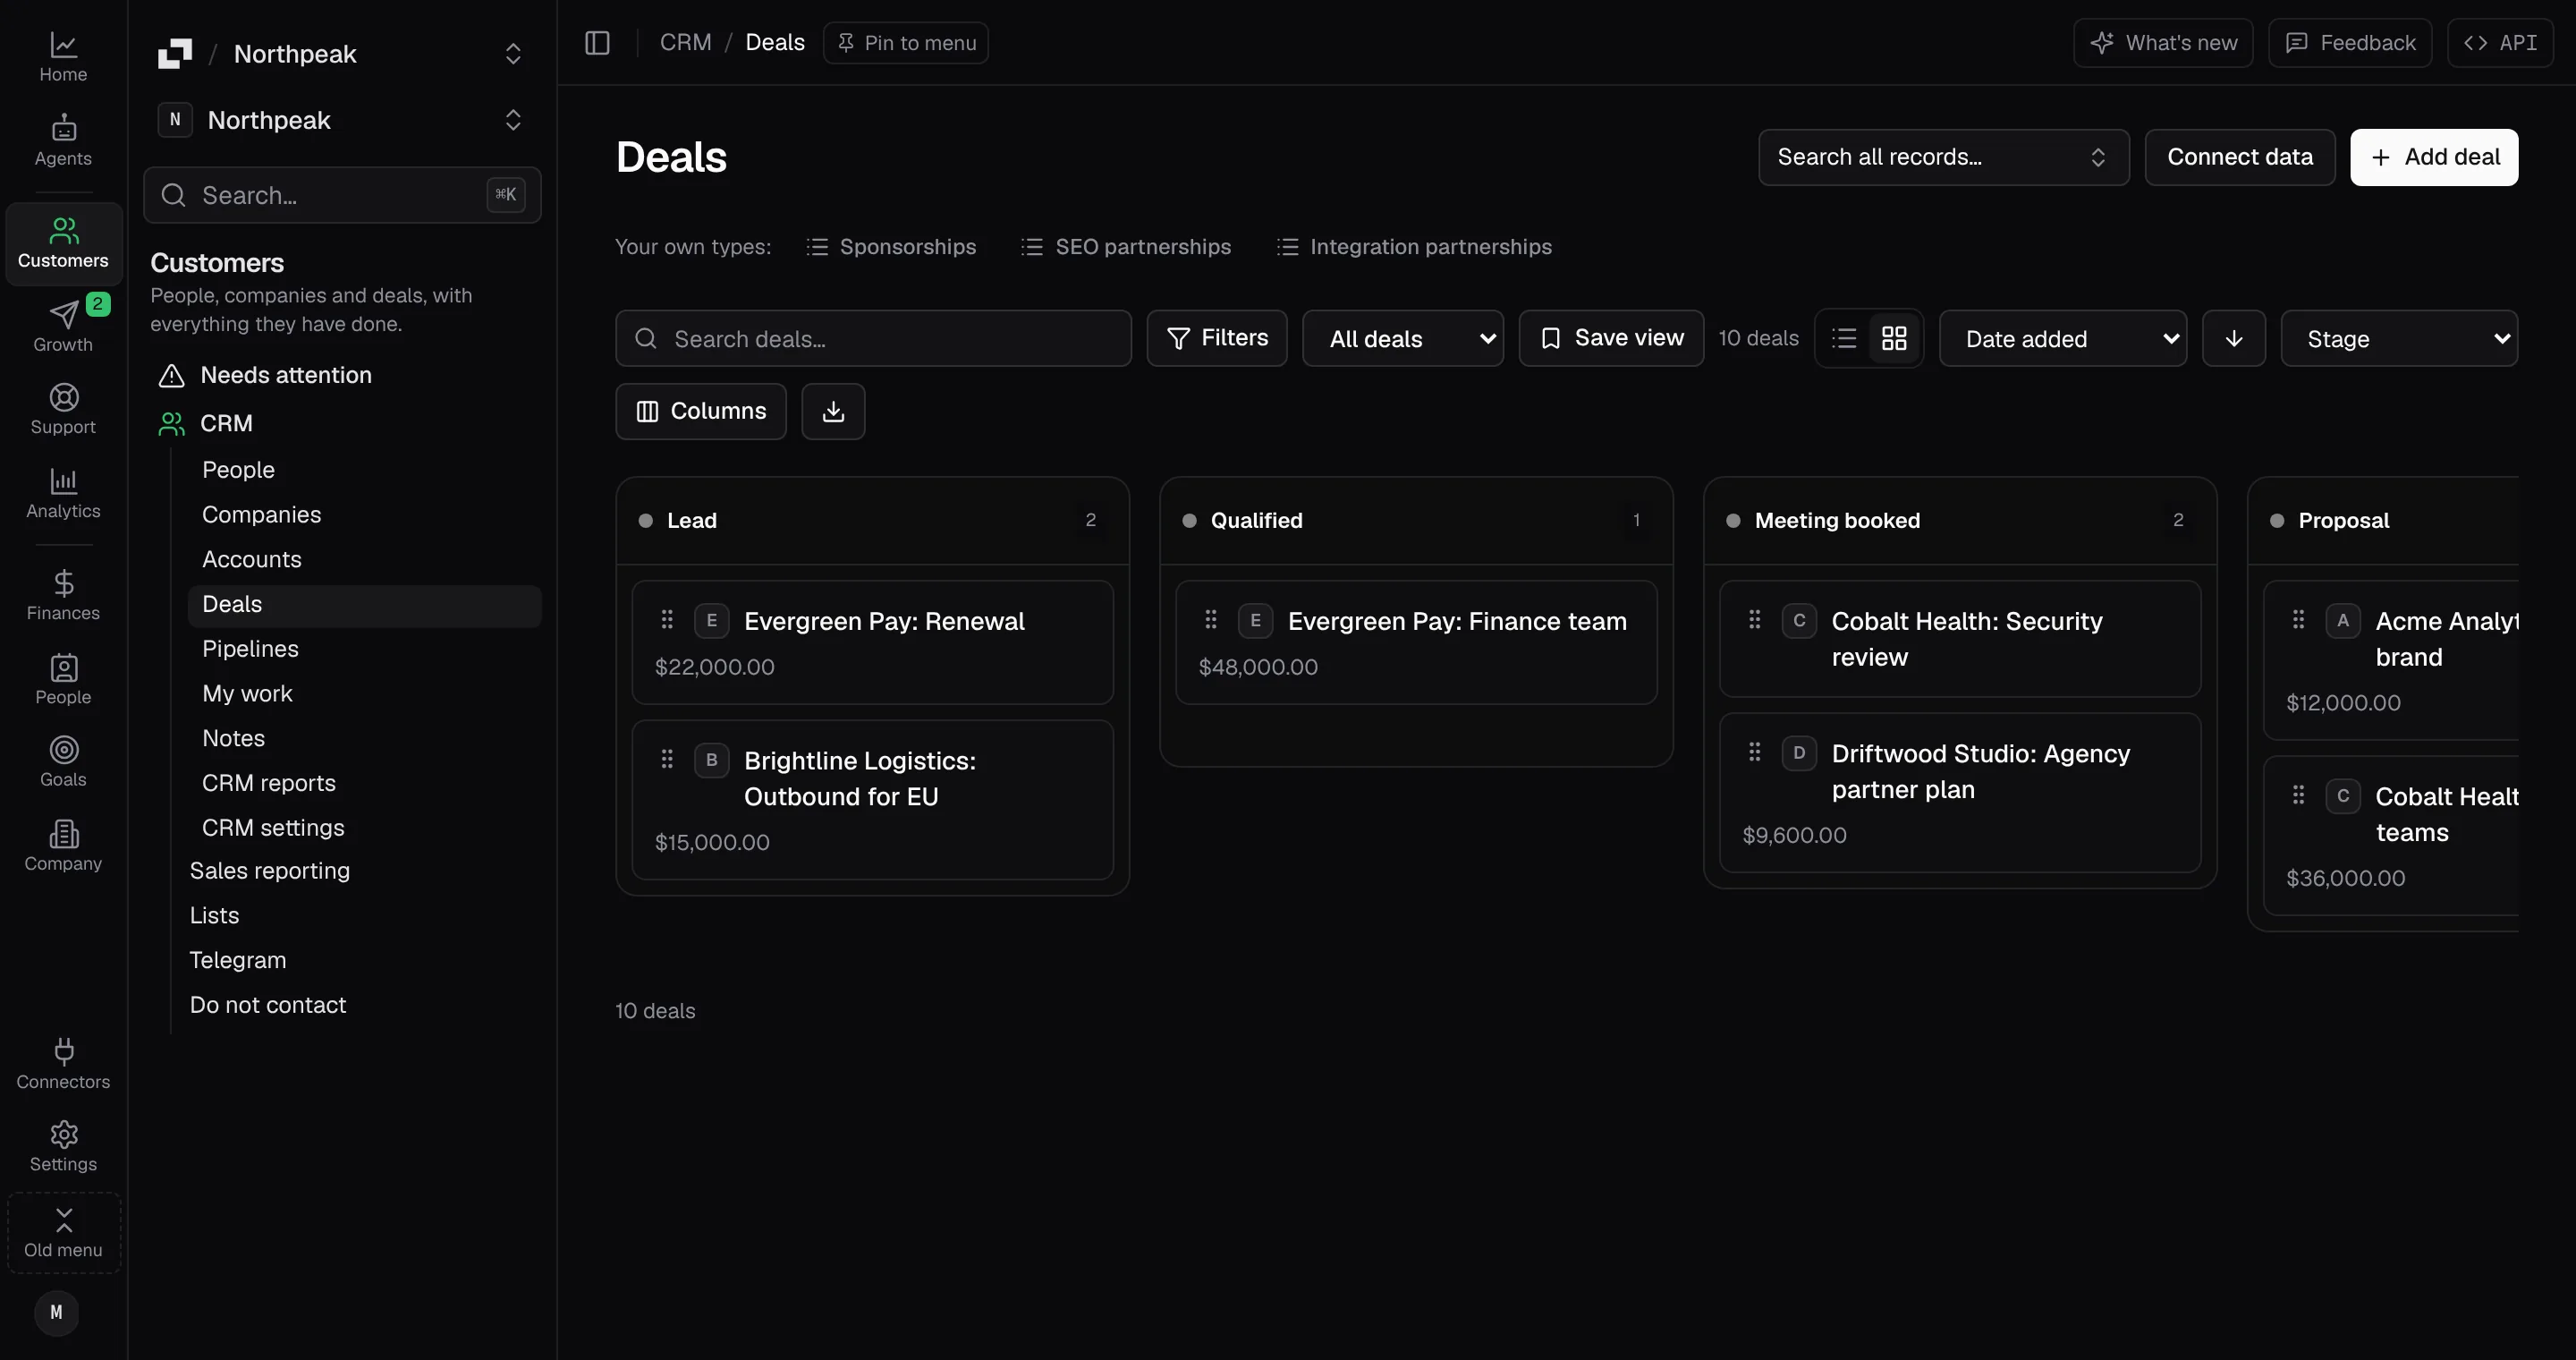 Home
Agents
Customers
2
Growth
Support
Analytics
Finances
People
Goals
Company
Connectors
Settings
Old menu
M
/ Northpeak
N Northpeak
Search... ⌘K
Customers
People, companies and deals, with
everything they have done.
Needs attention
CRM
People
Companies
Accounts
Deals
Pipelines
My work
Notes
CRM reports
CRM settings
Sales reporting
Lists
Telegram
Do not contact
CRM / Deals Pin to menu
What's new Feedback API
Deals
Search all records... Connect data + Add deal
Your own types: Sponsorships SEO partnerships Integration partnerships
Search deals... Filters All deals Save view 10 deals Date added Stage
Columns
Lead 2
E Evergreen Pay: Renewal
$22,000.00
B Brightline Logistics:
Outbound for EU
$15,000.00
Qualified 1
E Evergreen Pay: Finance team
$48,000.00
Meeting booked 2
C Cobalt Health: Security
review
D Driftwood Studio: Agency
partner plan
$9,600.00
Proposal
A Acme Analyt
brand
$12,000.00
C Cobalt Healt
teams
$36,000.00
10 deals